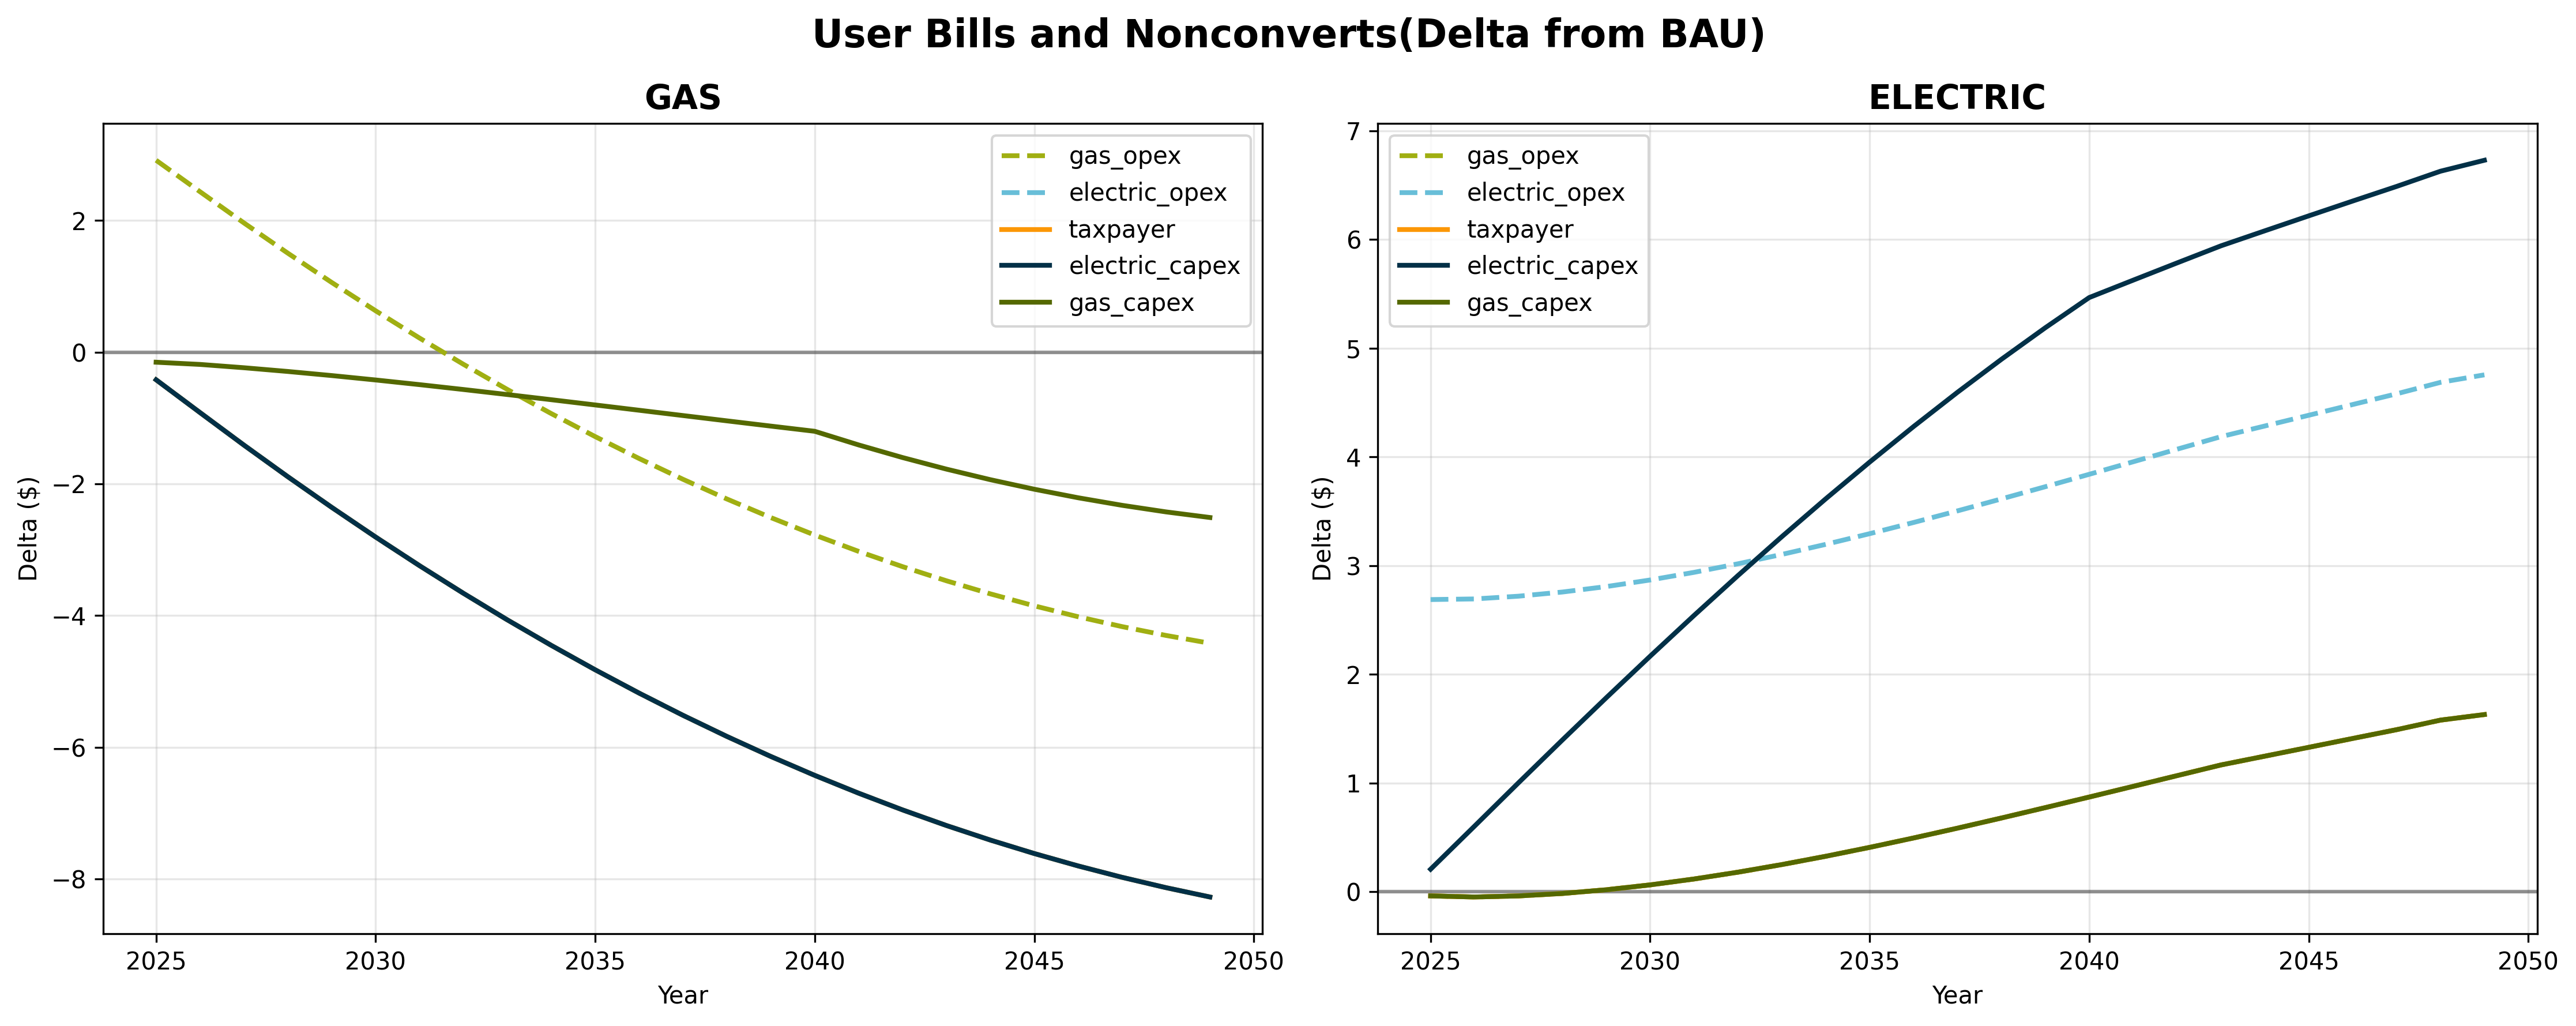 User Bills and Nonconverts(Delta from BAU)
GAS
Delta ($)
2
0
−2
−4
−6
−8
gas_opex
electric_opex
taxpayer
electric_capex
gas_capex
2025 2030 2035 2040 2045 2050
Year
ELECTRIC
Delta ($)
7
6
5
4
3
2
1
0
gas_opex
electric_opex
taxpayer
electric_capex
gas_capex
2025 2030 2035 2040 2045 2050
Year